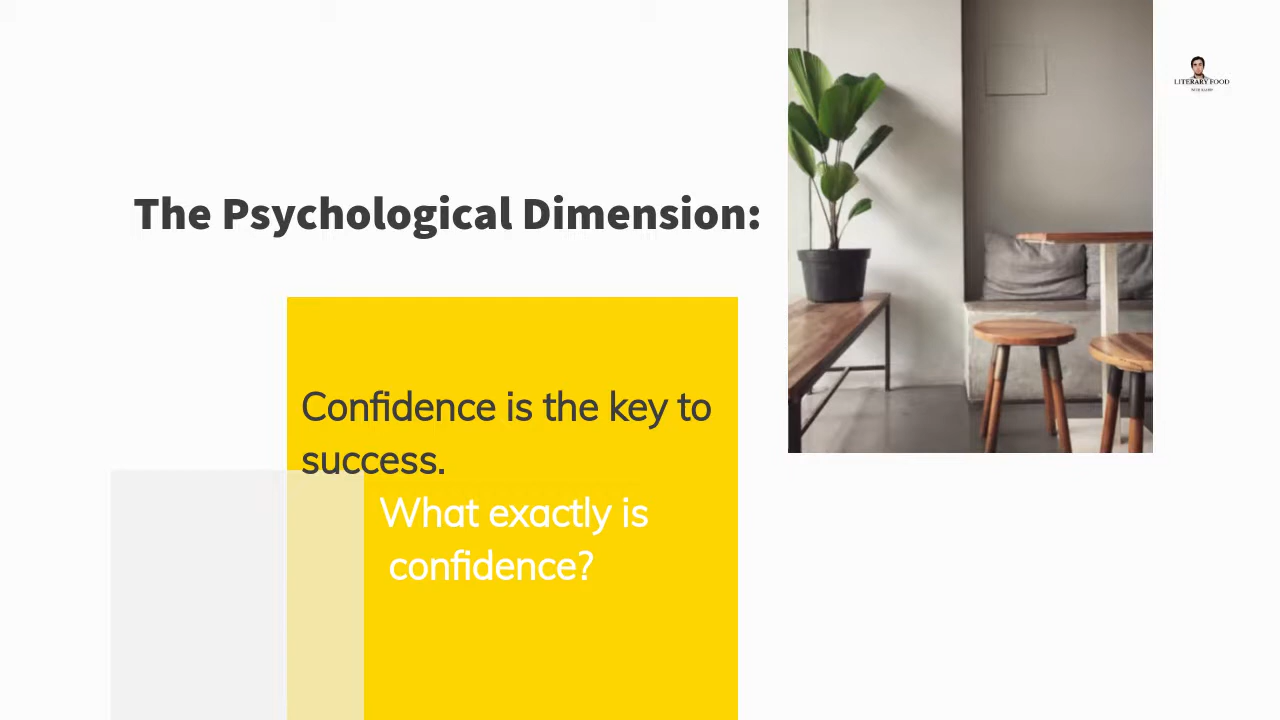 LITERARY FOOD
The Psychological Dimension:
Confidence is the key to
success.
What exactly is
confidence?